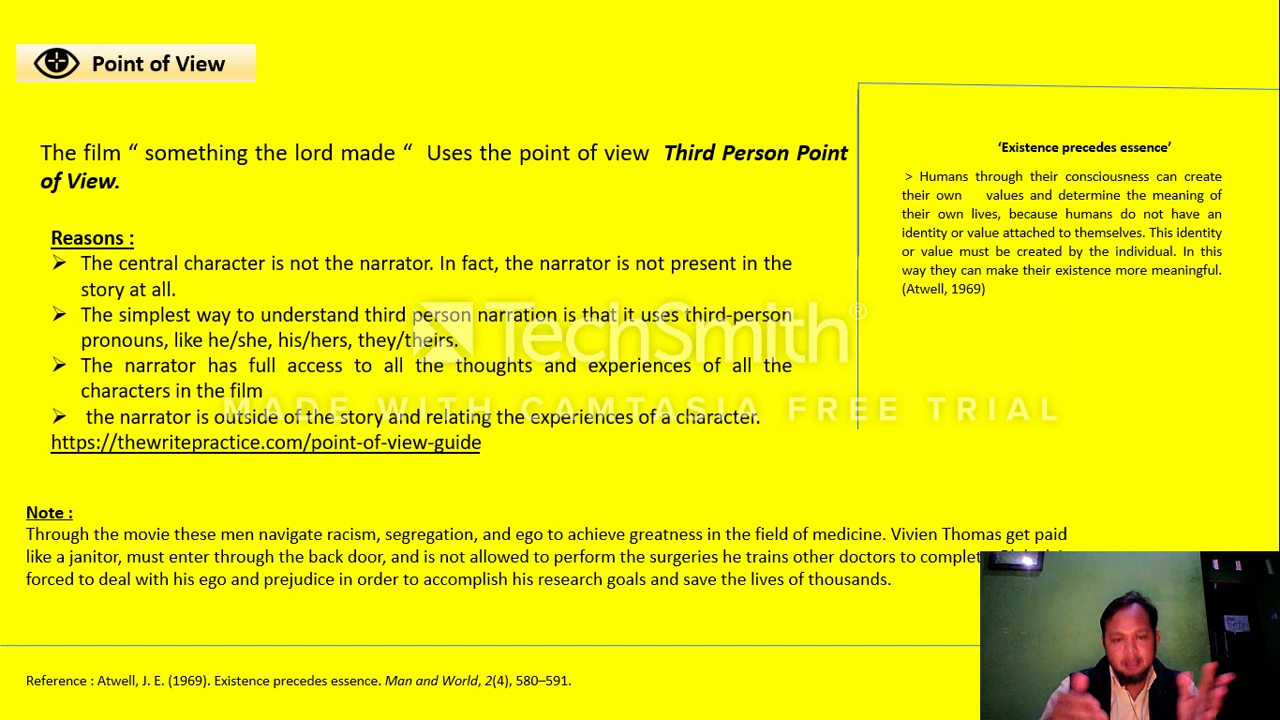 Point of View
The film “ something the lord made “ Uses the point of view Third Person Point
of View.
Reasons :
➢ The central character is not the narrator. In fact, the narrator is not present in the
story at all.
➢ The simplest way to understand third person narration is that it uses third-person
pronouns, like he/she, his/hers, they/theirs.
➢ The narrator has full access to all the thoughts and experiences of all the
characters in the film
➢ the narrator is outside of the story and relating the experiences of a character.
https://thewritepractice.com/point-of-view-guide
‘Existence precedes essence’
> Humans through their consciousness can create
their own values and determine the meaning of
their own lives, because humans do not have an
identity or value attached to themselves. This identity
or value must be created by the individual. In this
way they can make their existence more meaningful.
(Atwell, 1969)
TechSmith®
MADE WITH CAMTASIA FREE TRIAL
Note :
Through the movie these men navigate racism, segregation, and ego to achieve greatness in the field of medicine. Vivien Thomas get paid
like a janitor, must enter through the back door, and is not allowed to perform the surgeries he trains other doctors to
forced to deal with his ego and prejudice in order to accomplish his research goals and save the lives of thousands.
Reference : Atwell, J. E. (1969). Existence precedes essence. Man and World, 2(4), 580–591.